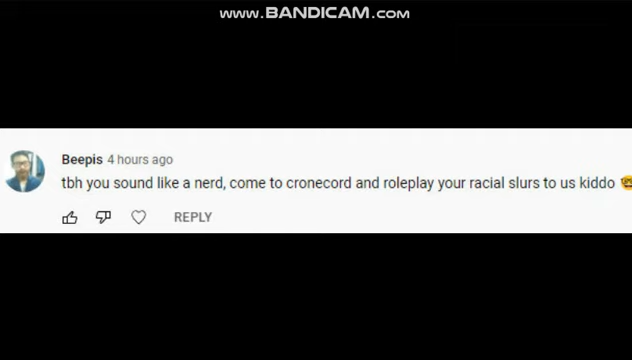 www.BANDICAM.com
Beepis 4 hours ago
tbh you sound like a nerd, come to cronecord and roleplay your racial slurs to us kiddo 🤓
REPLY